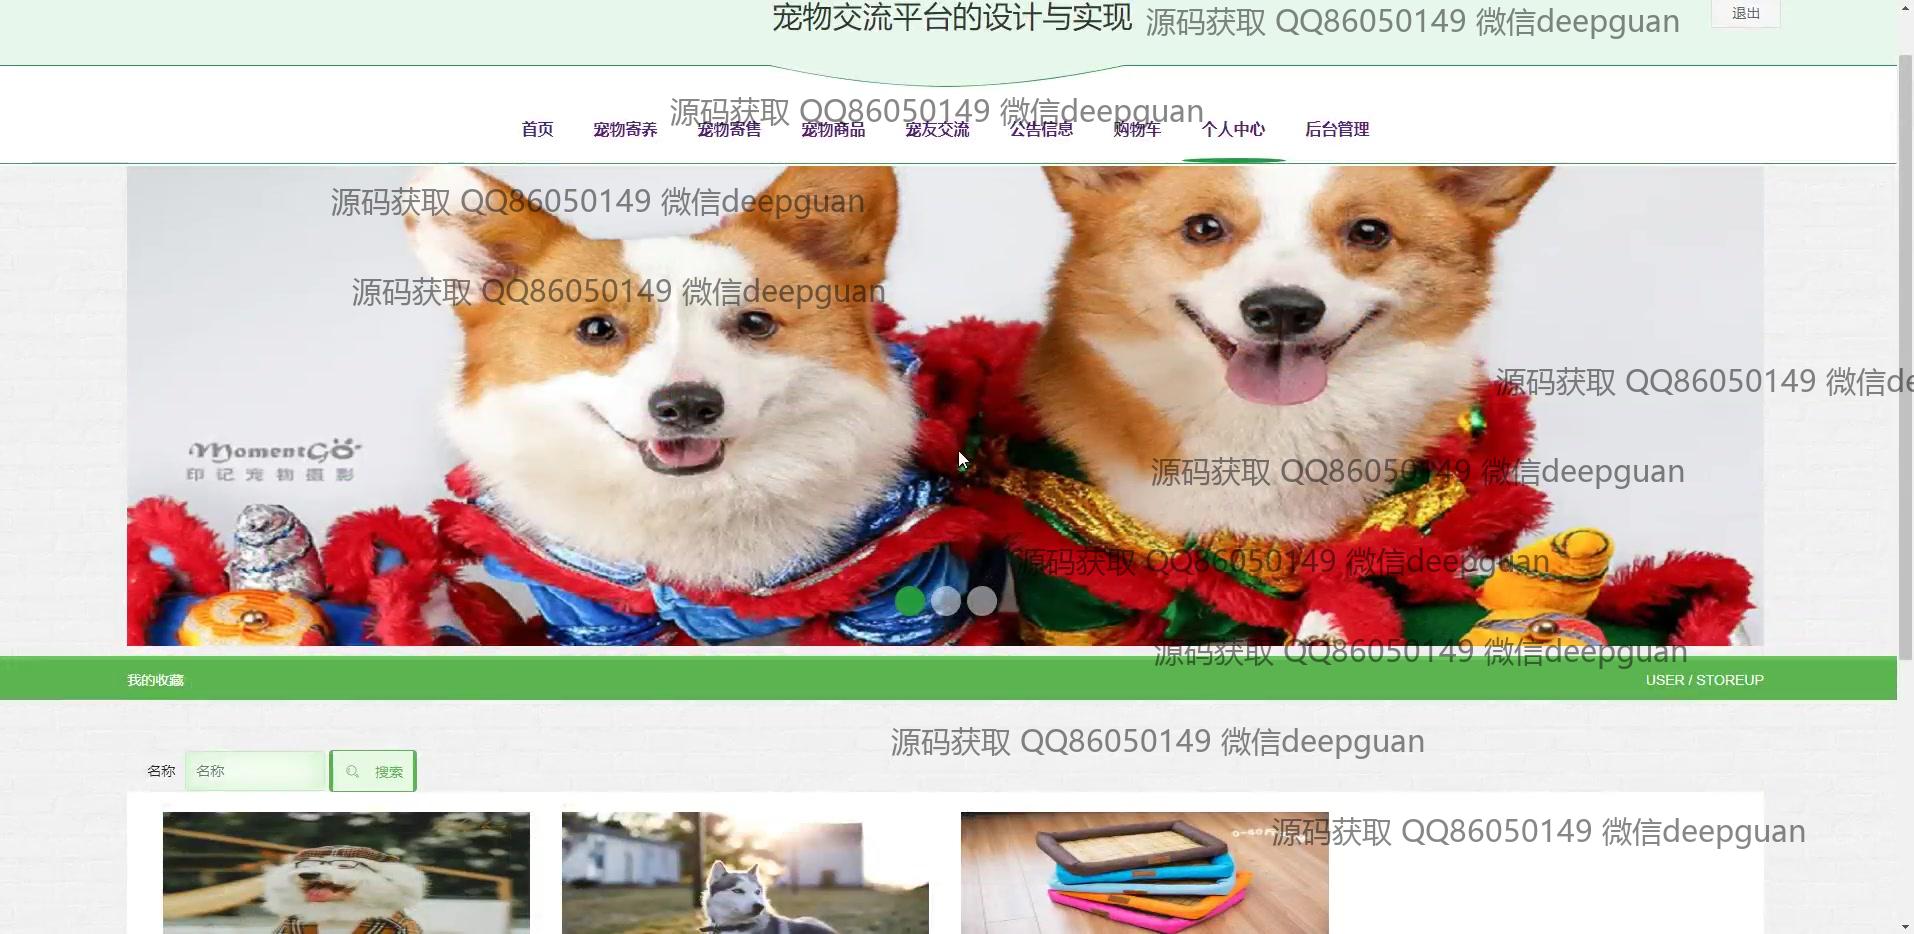 宠物交流平台的设计与实现
源码获取 QQ86050149 微信deepguan
退出
源码获取 QQ86050149 微信deepguan
首页 宠物寄养 宠物寄售 宠物商品 宠友交流 公告信息 购物车 个人中心 后台管理
源码获取 QQ86050149 微信deepguan
源码获取 QQ86050149 微信deepguan
源码获取 QQ86050149 微信de
MomentGo
印记宠物摄影
源码获取 QQ86050149 微信deepguan
源码获取 QQ86050149 微信deepguan
源码获取 QQ86050149 微信deepguan
我的收藏
USER / STOREUP
源码获取 QQ86050149 微信deepguan
名称 名称 搜索
源码获取 QQ86050149 微信deepguan